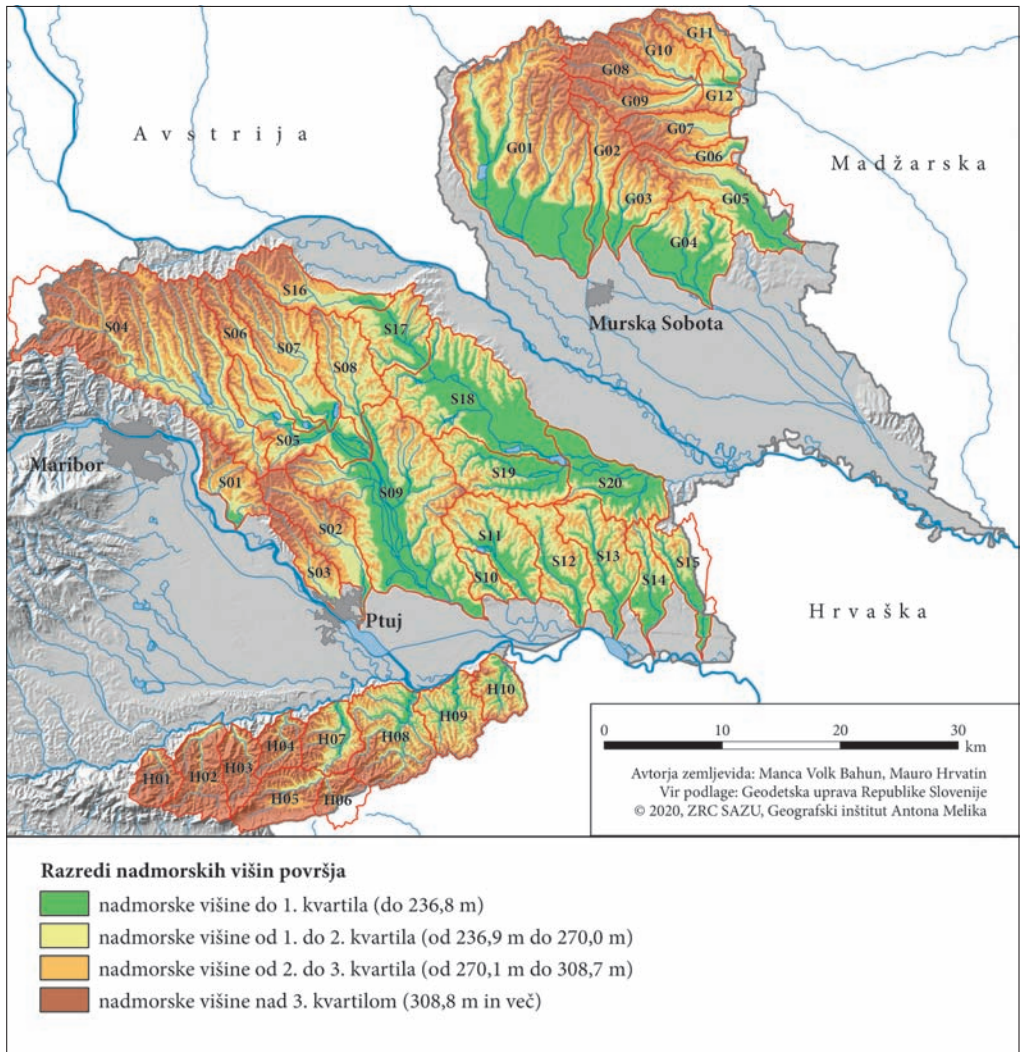 Avstrija
Madžarska
Hrvaška
G11
G10
G08
G12
G09
G07
G01
G02
G06
G03
G05
G04
Murska Sobota
S16
S04
S06
S07
S17
S08
S18
S05
Maribor
S01
S19
S09
S20
S02
S11
S12
S13
S03
S10
S14
S15
Ptuj
H10
H09
H07
H08
H04
H03
H02
H01
H05
H06
0 10 20 30
km
Avtorja zemljevida: Manca Volk Bahun, Mauro Hrvatin
Vir podlage: Geodetska uprava Republike Slovenije
© 2020, ZRC SAZU, Geografski inštitut Antona Melika
Razredi nadmorskih višin površja
nadmorske višine do 1. kvartila (do 236,8 m)
nadmorske višine od 1. do 2. kvartila (od 236,9 m do 270,0 m)
nadmorske višine od 2. do 3. kvartila (od 270,1 m do 308,7 m)
nadmorske višine nad 3. kvartilom (308,8 m in več)